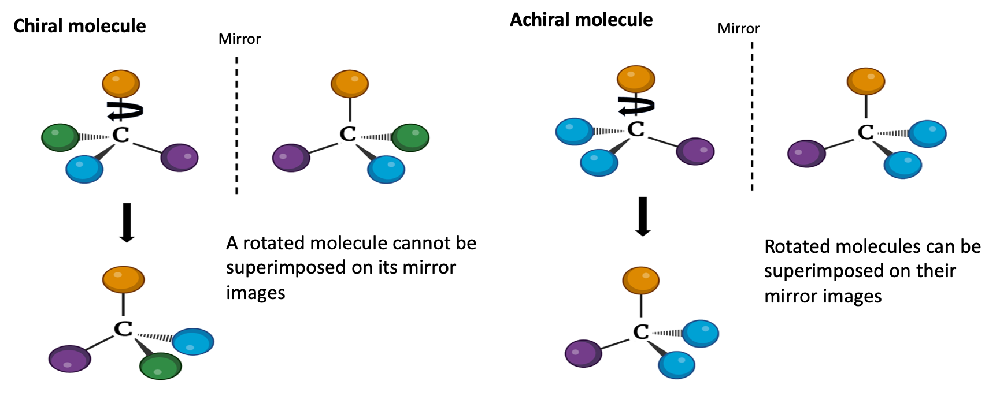 Chiral molecule
Mirror
C
C
C
A rotated molecule cannot be
superimposed on its mirror
images
Achiral molecule
Mirror
C
C
C
Rotated molecules can be
superimposed on their
mirror images